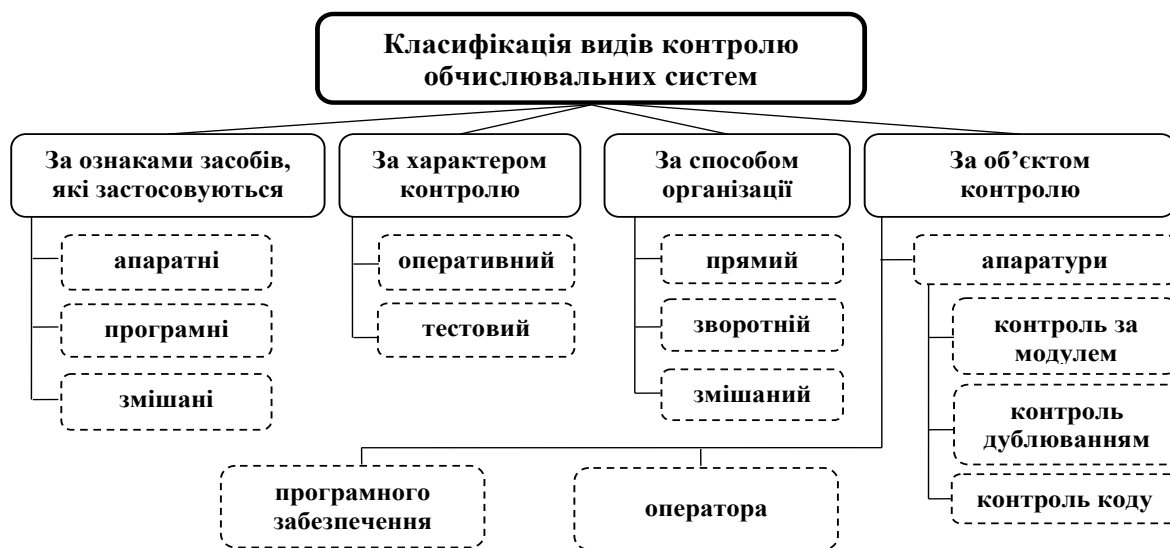 Класифікація видів контролю
обчислювальних систем
За ознаками засобів,
які застосовуються
апаратні
програмні
змішані
За характером
контролю
оперативний
тестовий
За способом
організації
прямий
зворотній
змішаний
За об’єктом
контролю
апаратури
контроль за
модулем
контроль
дублюванням
контроль коду
програмного
забезпечення
оператора